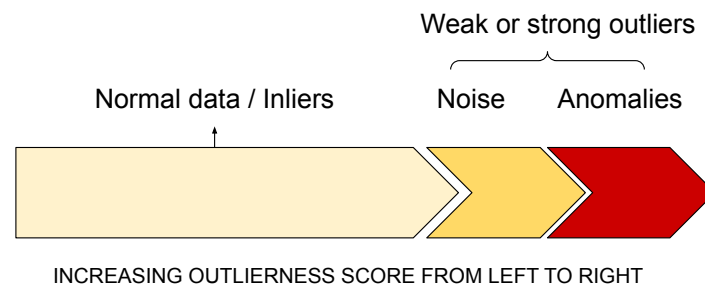 Weak or strong outliers
Normal data / Inliers
Noise
Anomalies
INCREASING OUTLIERNESS SCORE FROM LEFT TO RIGHT